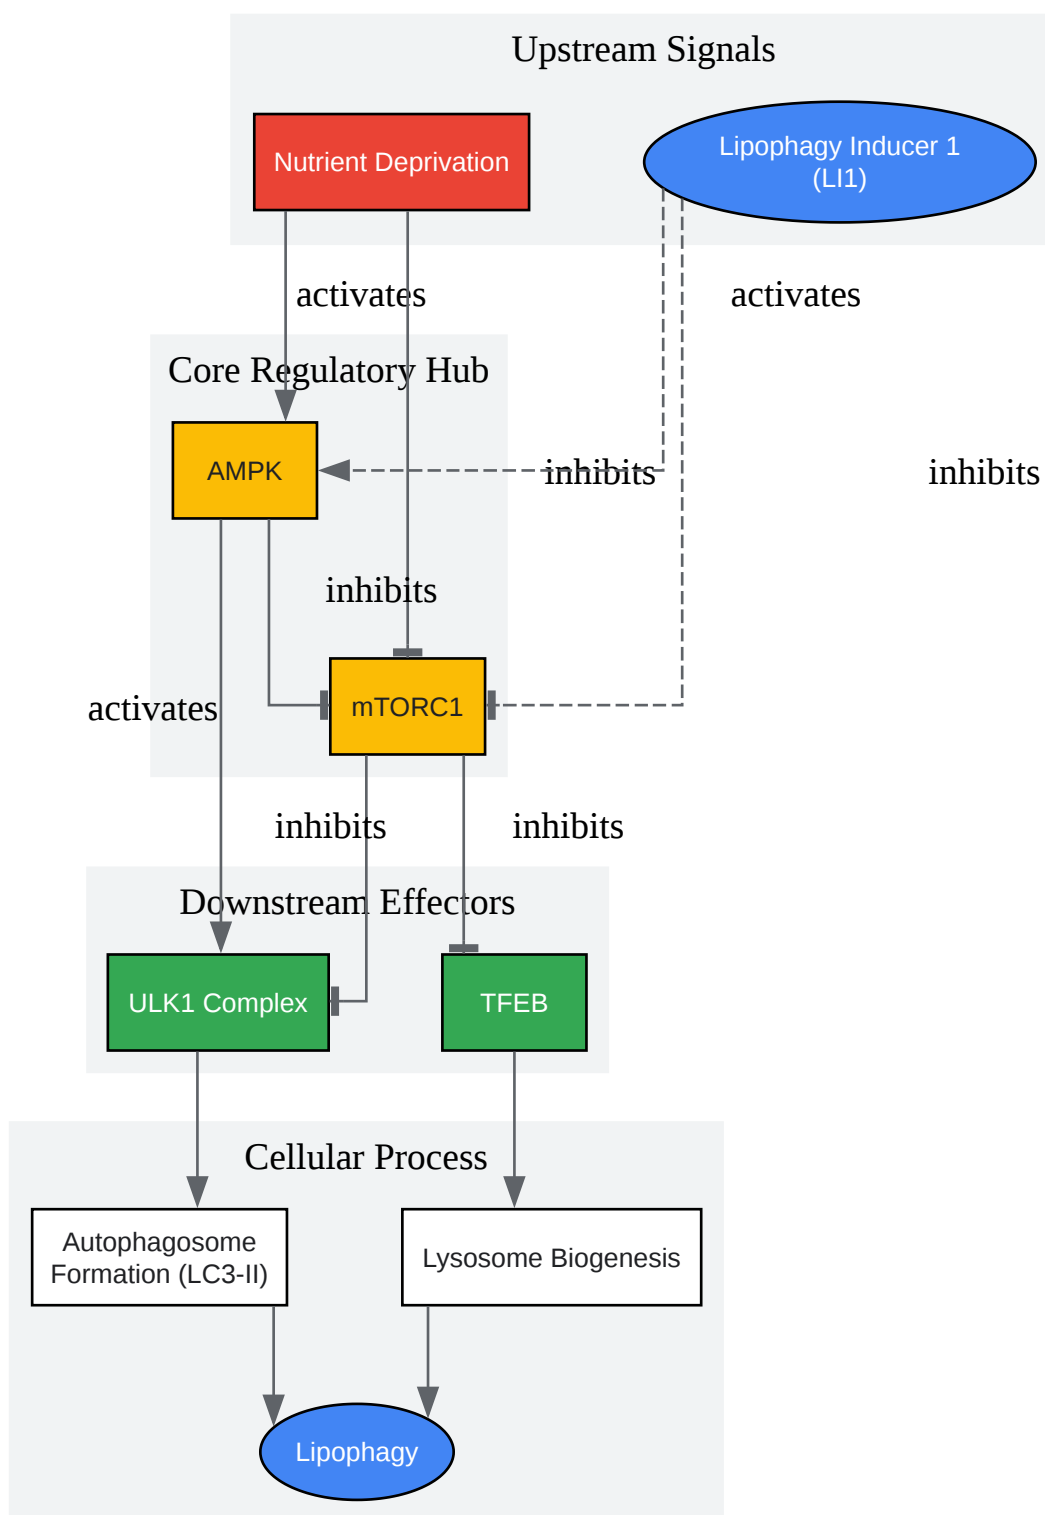 Upstream Signals
Nutrient Deprivation
Lipophagy Inducer 1
(LI1)
activates
activates
Core Regulatory Hub
AMPK
inhibits
inhibits
inhibits
mTORC1
activates
inhibits
inhibits
Downstream Effectors
ULK1 Complex
TFEB
Cellular Process
Autophagosome
Formation (LC3-II)
Lysosome Biogenesis
Lipophagy